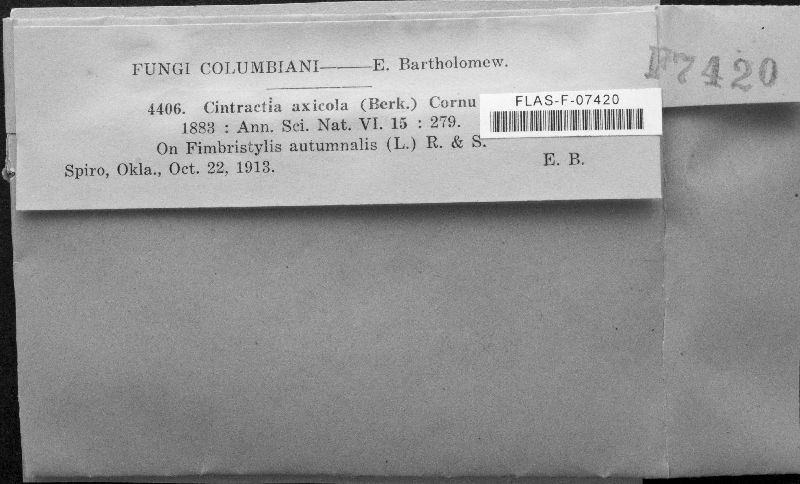 FUNGI COLUMBIANI——E. Bartholomew.
F7420
4406. Cintractia axicola (Berk.) Cornu
FLAS-F-07420
1883 : Ann. Sci. Nat. VI. 15 : 279.
On Fimbristylis autumnalis (L.) R. & S.
Spiro, Okla., Oct. 22, 1913.
E. B.